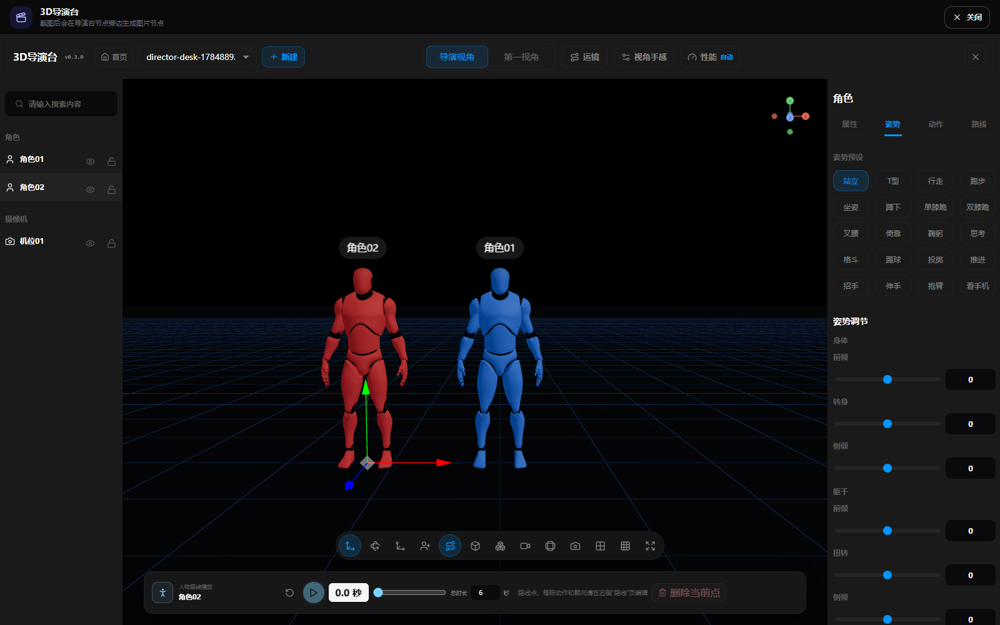 3D导演台
截图后会在导演台节点旁边生成图片节点
关闭
3D导演台 v0.3.0
首页
director-desk-1784889:
新建
导演视角
第一视角
运镜
视角手感
性能 自动
请输入搜索内容
角色
角色01
角色02
摄像机
机位01
角色02
角色01
角色
属性 姿势 动作 路线
姿势预设
站立 T型 行走 跑步
坐姿 蹲下 单膝跪 双膝跪
叉腰 倚靠 鞠躬 思考
格斗 踢球 投掷 推进
招手 伸手 抱臂 看手机
姿势调节
身体
前倾
0
转身
0
侧倾
0
躯干
前倾
0
扭转
0
侧倾
0
人物路线播放
角色02
0.0 秒
总时长 6 秒
路线点、每段动作和朝向请在右侧“路线”页编辑
删除当前点